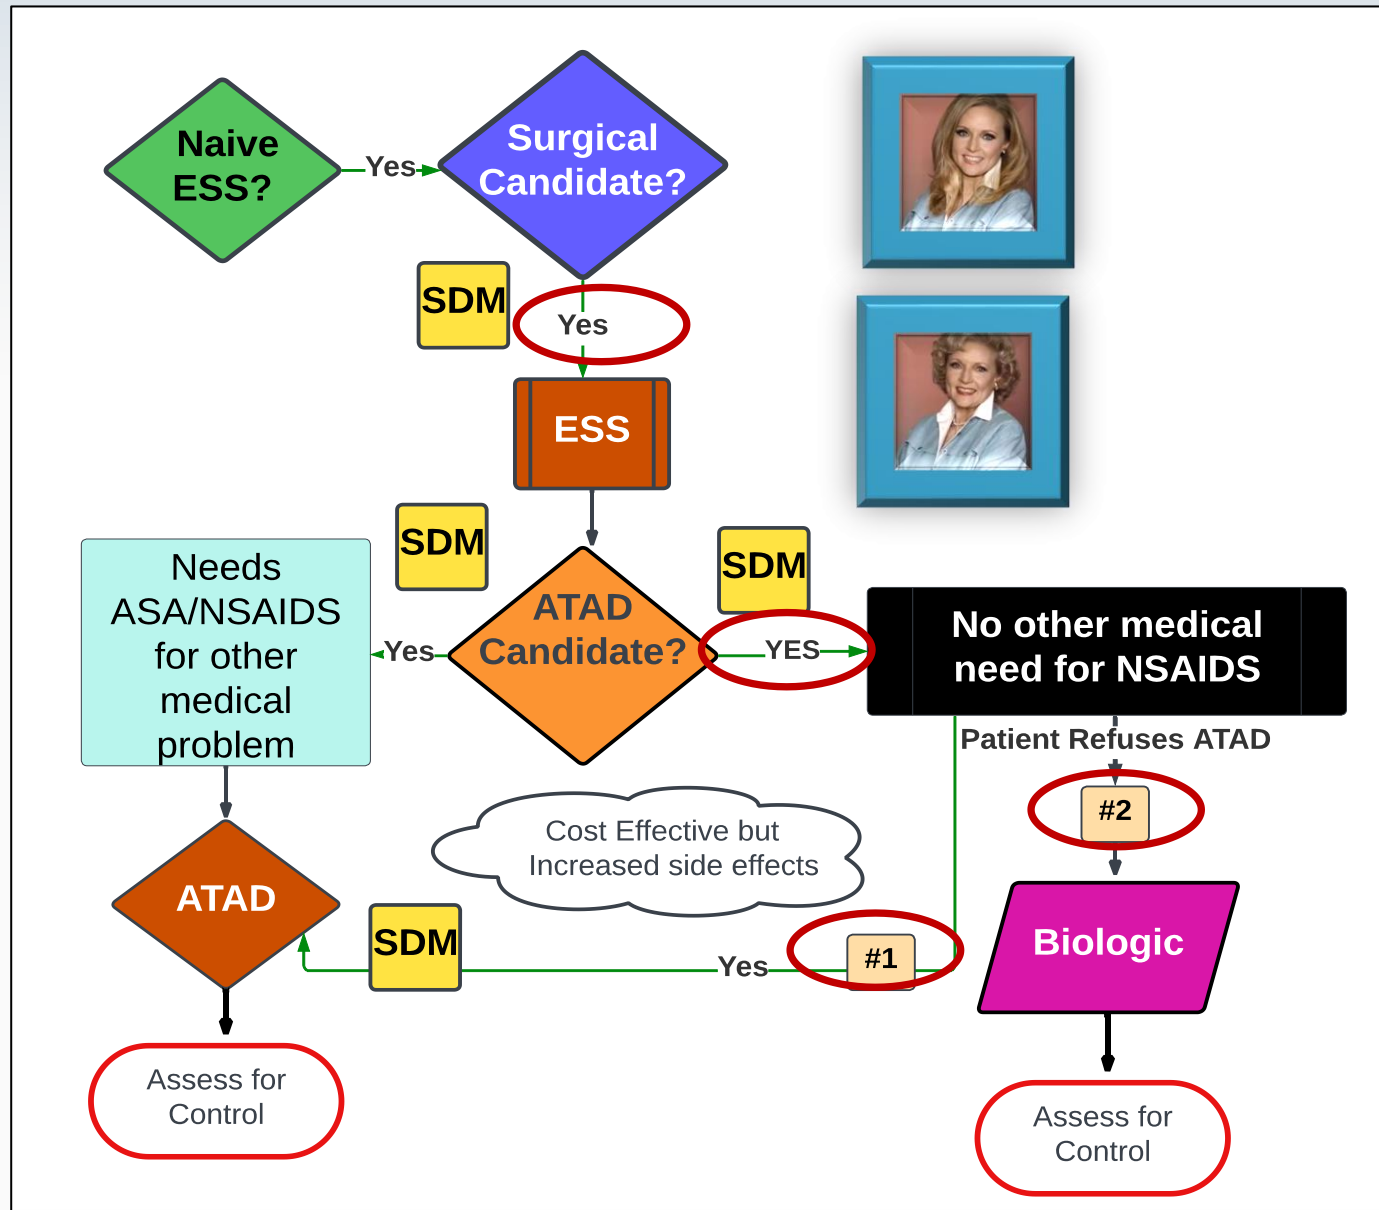 Naive
ESS?
Yes
Surgical
Candidate?
SDM
Yes
ESS
SDM
SDM
Needs
ASA/NSAIDS
for other
medical
problem
Yes
ATAD
Candidate?
YES
No other medical
need for NSAIDS
Patient Refuses ATAD
#2
Cost Effective but
Increased side effects
ATAD
SDM
Yes
#1
Biologic
Assess for
Control
Assess for
Control